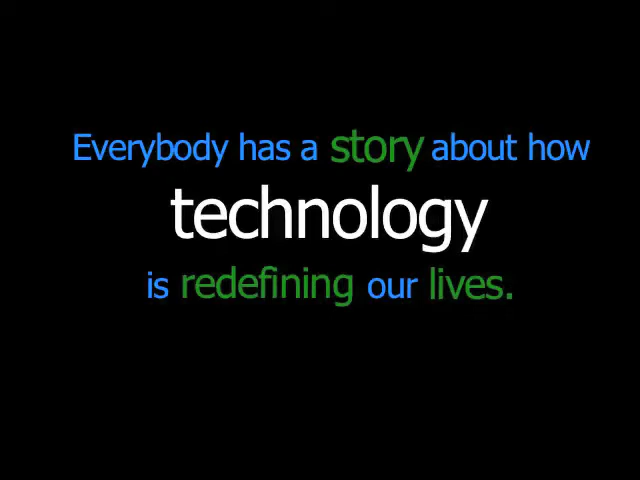 Everybody has a story about how
technology
is redefining our lives.